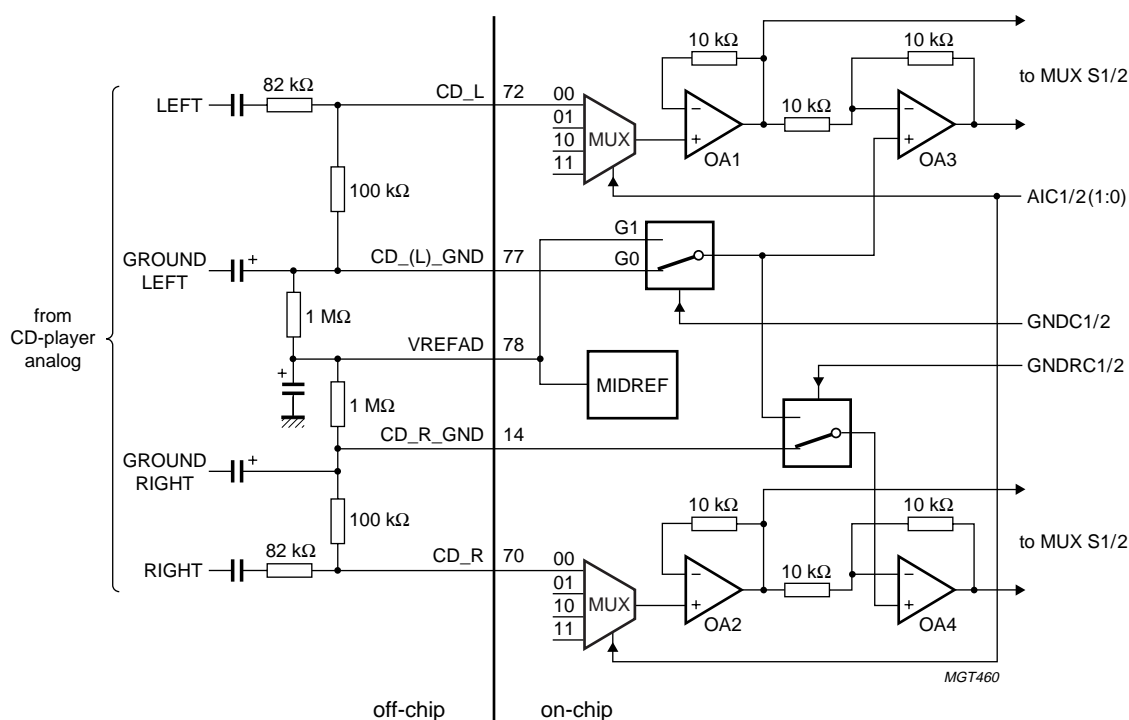 10 kΩ
10 kΩ
to MUX S1/2
82 kΩ
LEFT
CD_L
72
00
01
10
11
MUX
−
+
OA1
10 kΩ
−
+
OA3
100 kΩ
AIC1/2(1:0)
GROUND
LEFT
+
CD_(L)_GND
77
G1
G0
from
CD-player
analog
1 MΩ
GNDC1/2
VREFAD
78
MIDREF
GNDRC1/2
+
1 MΩ
CD_R_GND
14
GROUND
RIGHT
+
100 kΩ
10 kΩ
10 kΩ
to MUX S1/2
82 kΩ
RIGHT
CD_R
70
00
01
10
11
MUX
−
+
OA2
10 kΩ
−
+
OA4
MGT460
off-chip
on-chip